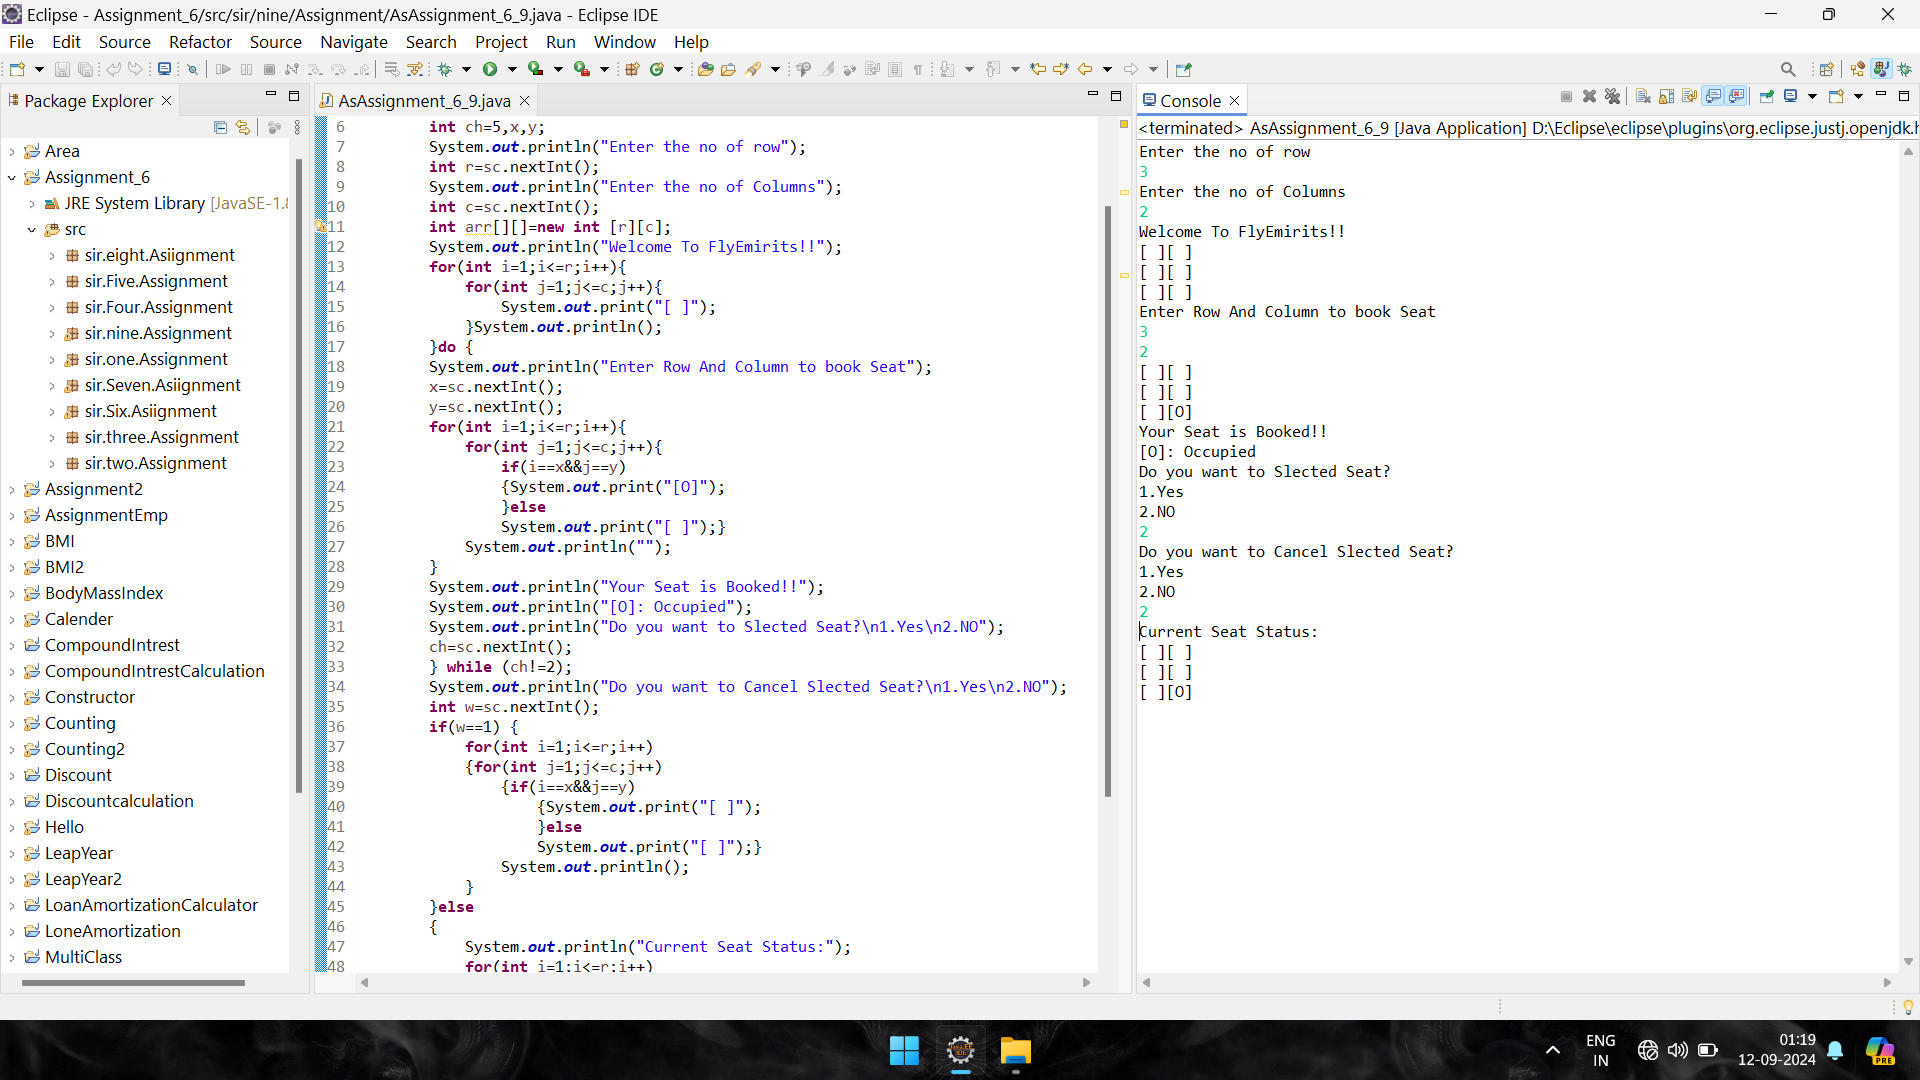 Eclipse - Assignment_6/src/sir/nine/Assignment/AsAssignment_6_9.java - Eclipse IDE
File Edit Source Refactor Source Navigate Search Project Run Window Help
Package Explorer
Area
Assignment_6
JRE System Library [JavaSE-1.8
src
sir.eight.Asiignment
sir.Five.Assignment
sir.Four.Assignment
sir.nine.Assignment
sir.one.Assignment
sir.Seven.Asiignment
sir.Six.Asiignment
sir.three.Assignment
sir.two.Assignment
Assignment2
AssignmentEmp
BMI
BMI2
BodyMassIndex
Calender
CompoundIntrest
CompoundIntrestCalculation
Constructor
Counting
Counting2
Discount
Discountcalculation
Hello
LeapYear
LeapYear2
LoanAmortizationCalculator
LoneAmortization
MultiClass
AsAssignment_6_9.java
6 int ch=5,x,y;
7 System.out.println("Enter the no of row");
8 int r=sc.nextInt();
9 System.out.println("Enter the no of Columns");
10 int c=sc.nextInt();
11 int arr[][]=new int [r][c];
12 System.out.println("Welcome To FlyEmirits!!");
13 for(int i=1;i<=r;i++){
14 for(int j=1;j<=c;j++){
15 System.out.print("[ ]");
16 }System.out.println();
17 }do {
18 System.out.println("Enter Row And Column to book Seat");
19 x=sc.nextInt();
20 y=sc.nextInt();
21 for(int i=1;i<=r;i++){
22 for(int j=1;j<=c;j++){
23 if(i==x&&j==y)
24 {System.out.print("[O]");
25 }else
26 System.out.print("[ ]");}
27 System.out.println("");
28 }
29 System.out.println("Your Seat is Booked!!");
30 System.out.println("[O]: Occupied");
31 System.out.println("Do you want to Slected Seat?\n1.Yes\n2.NO");
32 ch=sc.nextInt();
33 } while (ch!=2);
34 System.out.println("Do you want to Cancel Slected Seat?\n1.Yes\n2.NO");
35 int w=sc.nextInt();
36 if(w==1) {
37 for(int i=1;i<=r;i++)
38 {for(int j=1;j<=c;j++)
39 {if(i==x&&j==y)
40 {System.out.print("[ ]");
41 }else
42 System.out.print("[ ]");}
43 System.out.println();
44 }
45 }else
46 {
47 System.out.println("Current Seat Status:");
48 for(int i=1;i<=r;i++)
Console
<terminated> AsAssignment_6_9 [Java Application] D:\Eclipse\eclipse\plugins\org.eclipse.justj.openjdk.h
Enter the no of row
3
Enter the no of Columns
2
Welcome To FlyEmirits!!
[ ][ ]
[ ][ ]
[ ][ ]
Enter Row And Column to book Seat
3
2
[ ][ ]
[ ][ ]
[ ][O]
Your Seat is Booked!!
[O]: Occupied
Do you want to Slected Seat?
1.Yes
2.NO
2
Do you want to Cancel Slected Seat?
1.Yes
2.NO
2
Current Seat Status:
[ ][ ]
[ ][ ]
[ ][O]
ENG
IN
01:19
12-09-2024
PRE